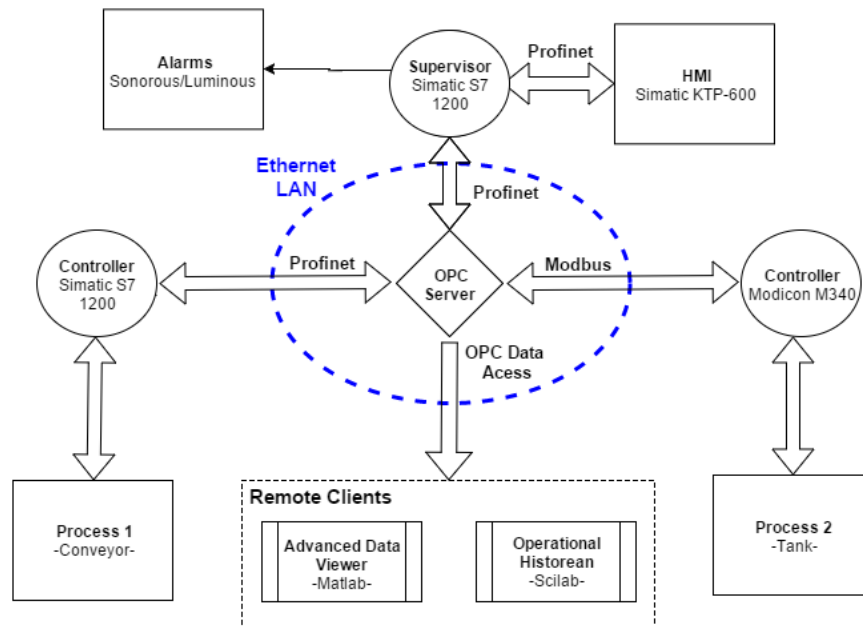 Alarms
Sonorous/Luminous
Supervisor
Simatic S7
1200
Profinet
HMI
Simatic KTP-600
Ethernet
LAN
Profinet
Controller
Simatic S7
1200
Profinet
OPC
Server
Modbus
Controller
Modicon M340
OPC Data
Acess
Process 1
-Conveyor-
Remote Clients
Advanced Data
Viewer
-Matlab-
Operational
Historean
-Scilab-
Process 2
-Tank-